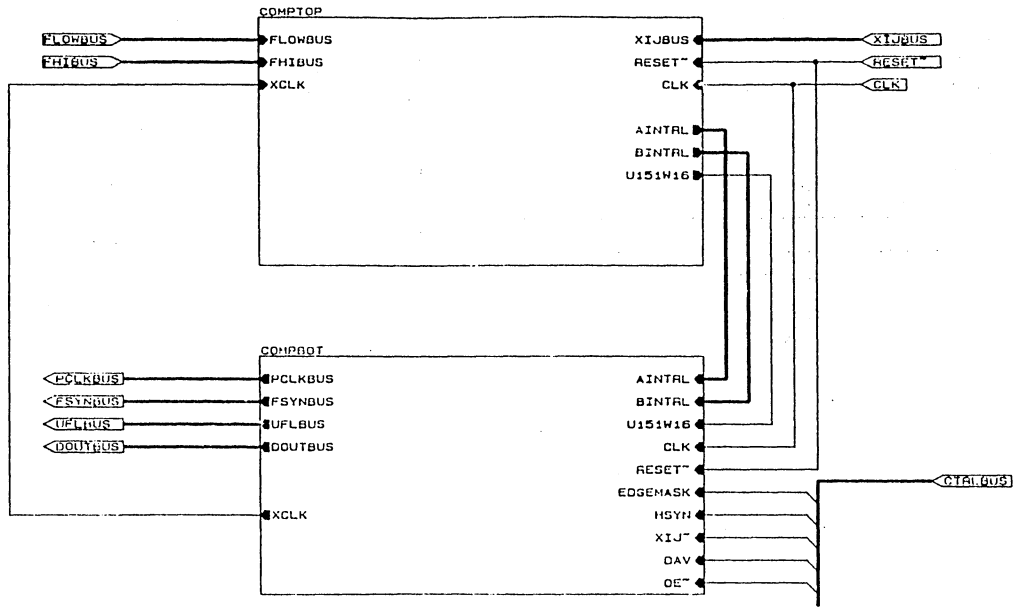 COMPTOP
FLOWBUS FLOWBUS XIJBUS XIJBUS
FHIBUS FHIBUS RESET~ RESET~
XCLK CLK CLK
AINTRL
BINTRL
U151W16
COMPBOT
PCLKBUS PCLKBUS AINTRL
FSYNBUS FSYNBUS BINTRL
UFLBUS UFLBUS U151W16
DOUTBUS DOUTBUS CLK
RESET~
CTRLBUS
EDGEMASK
XCLK HSYN
XIJ~
DAV
OE~